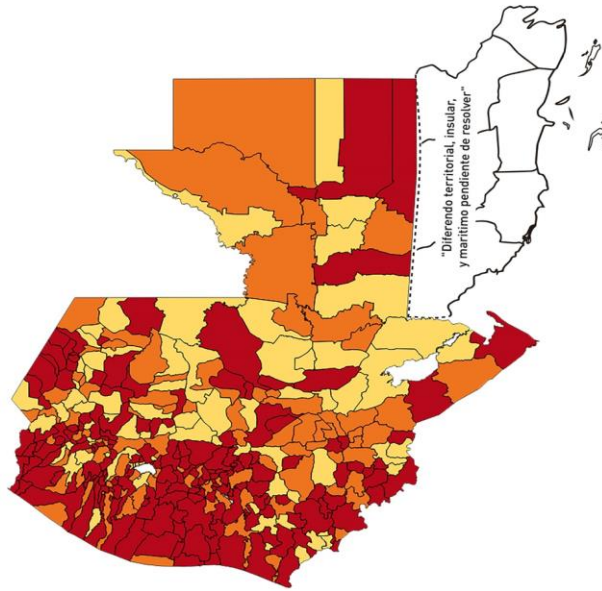 "Diferendo territorial, insular,
y marítimo pendiente de resolver"